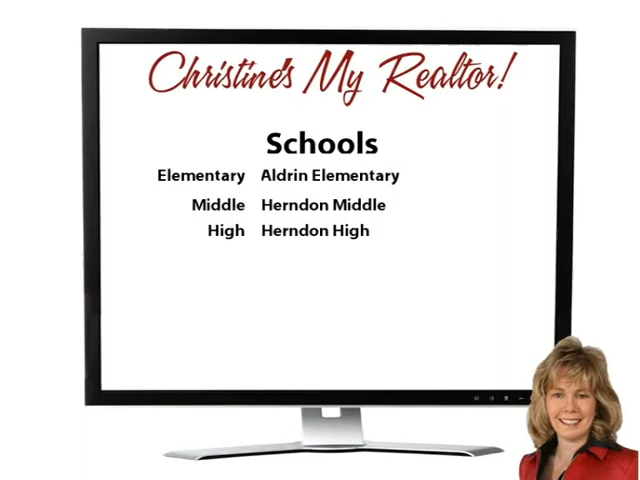 Christine's My Realtor!
Schools
Elementary Aldrin Elementary
Middle Herndon Middle
High Herndon High